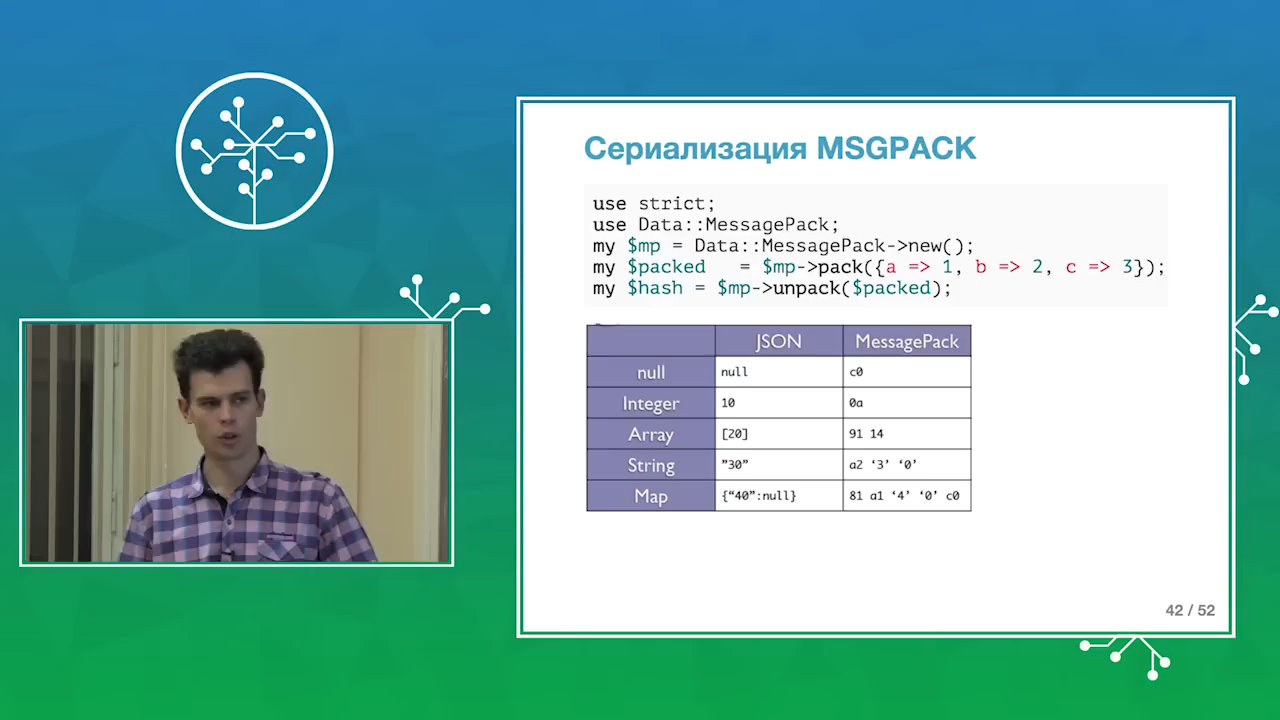 Сериализация MSGPACK
use strict;
use Data::MessagePack;
my $mp = Data::MessagePack->new();
my $packed   = $mp->pack({a => 1, b => 2, c => 3});
my $hash = $mp->unpack($packed);
JSON MessagePack
null null c0
Integer 10 0a
Array [20] 91 14
String ”30” a2 ‘3’ ‘0’
Map {“40”:null} 81 a1 ‘4’ ‘0’ c0
42 / 52